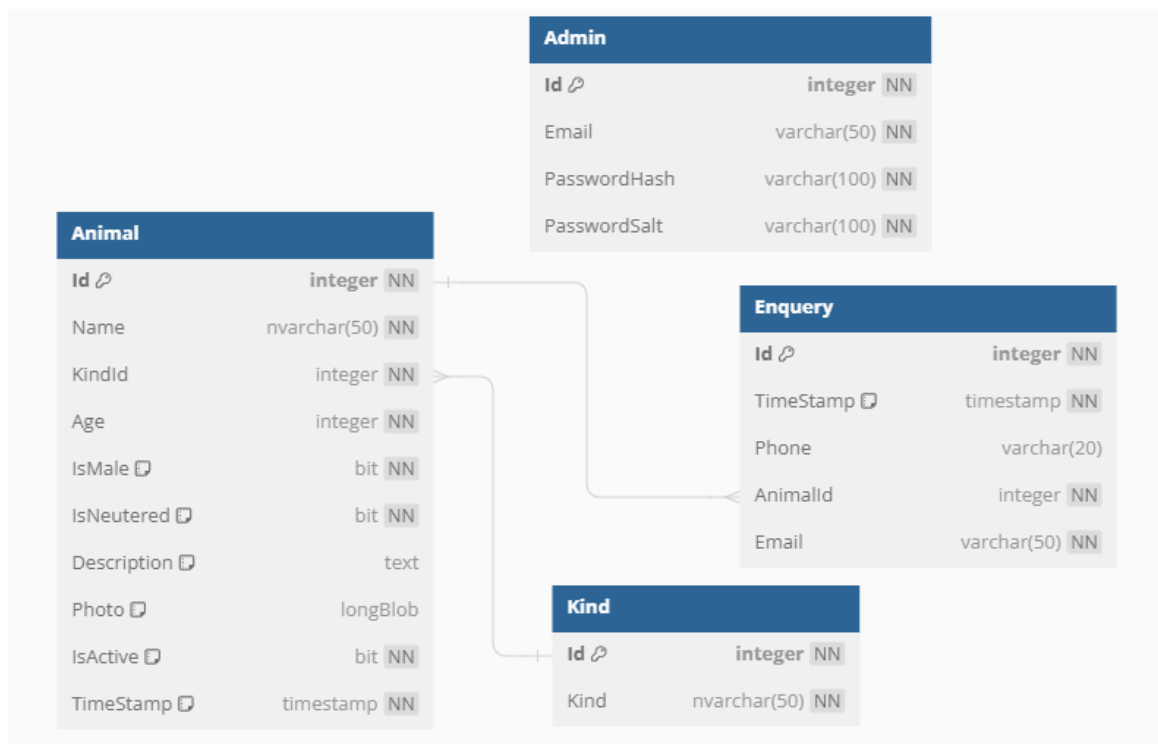 Admin
Id integer NN
Email varchar(50) NN
PasswordHash varchar(100) NN
PasswordSalt varchar(100) NN
Animal
Id integer NN
Name nvarchar(50) NN
KindId integer NN
Age integer NN
IsMale bit NN
IsNeutered bit NN
Description text
Photo longBlob
IsActive bit NN
TimeStamp timestamp NN
Enquery
Id integer NN
TimeStamp timestamp NN
Phone varchar(20)
AnimalId integer NN
Email varchar(50) NN
Kind
Id integer NN
Kind nvarchar(50) NN